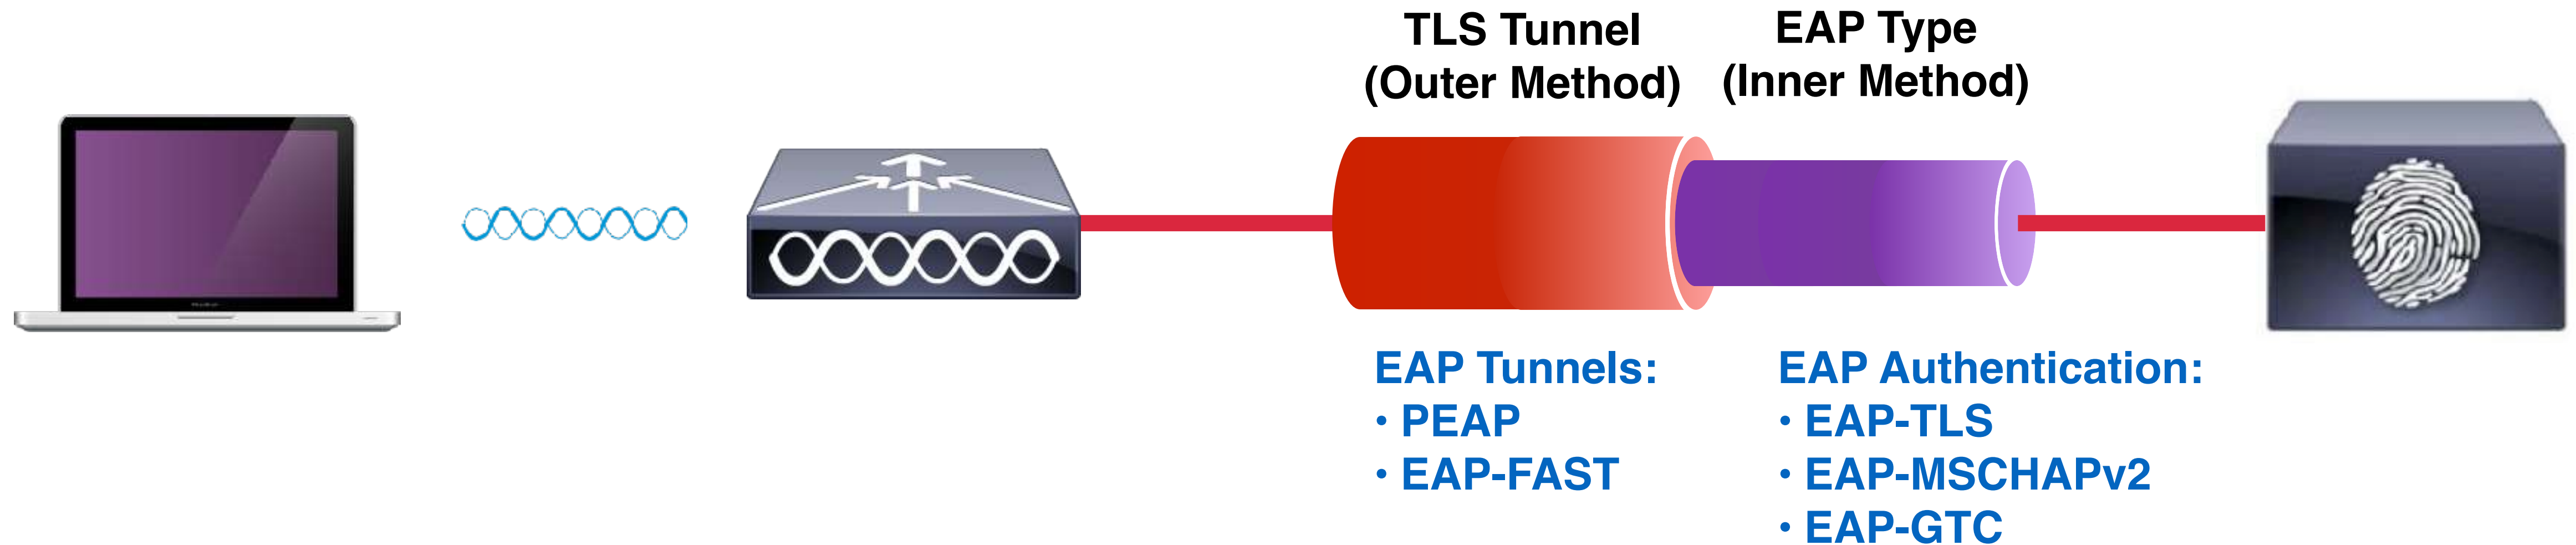 TLS Tunnel
(Outer Method)
EAP Type
(Inner Method)
EAP Tunnels:
• PEAP
• EAP-FAST
EAP Authentication:
• EAP-TLS
• EAP-MSCHAPv2
• EAP-GTC